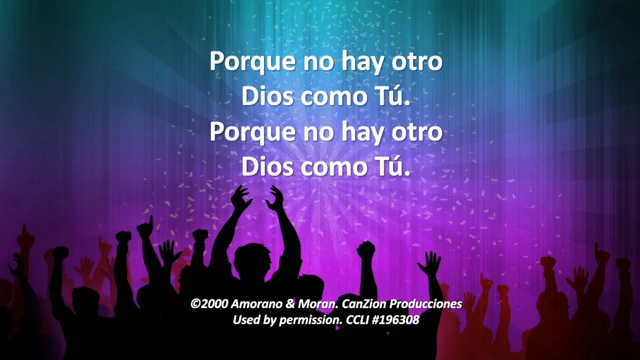 Porque no hay otro
Dios como Tú.
Porque no hay otro
Dios como Tú.
©2000 Amorano & Moran. CanZion Producciones
Used by permission. CCLI #196308